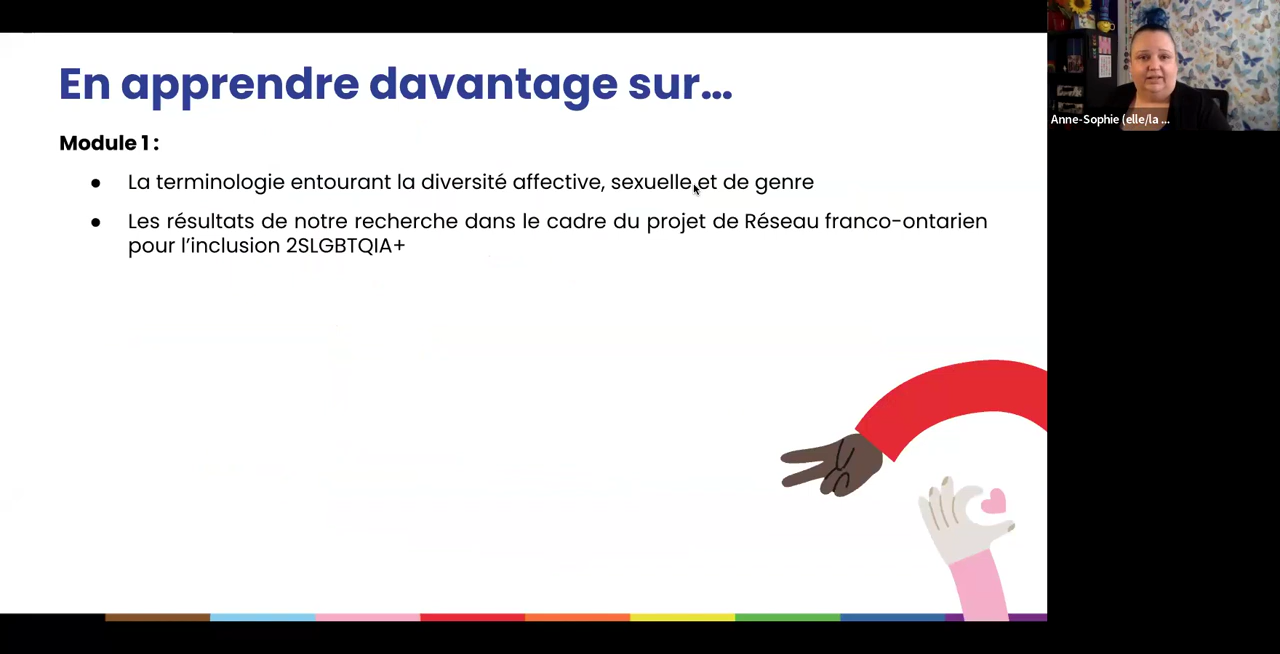 En apprendre davantage sur...
Module 1 :
● La terminologie entourant la diversité affective, sexuelle et de genre
● Les résultats de notre recherche dans le cadre du projet de Réseau franco-ontarien
pour l’inclusion 2SLGBTQIA+
Anne-Sophie (elle/la ...